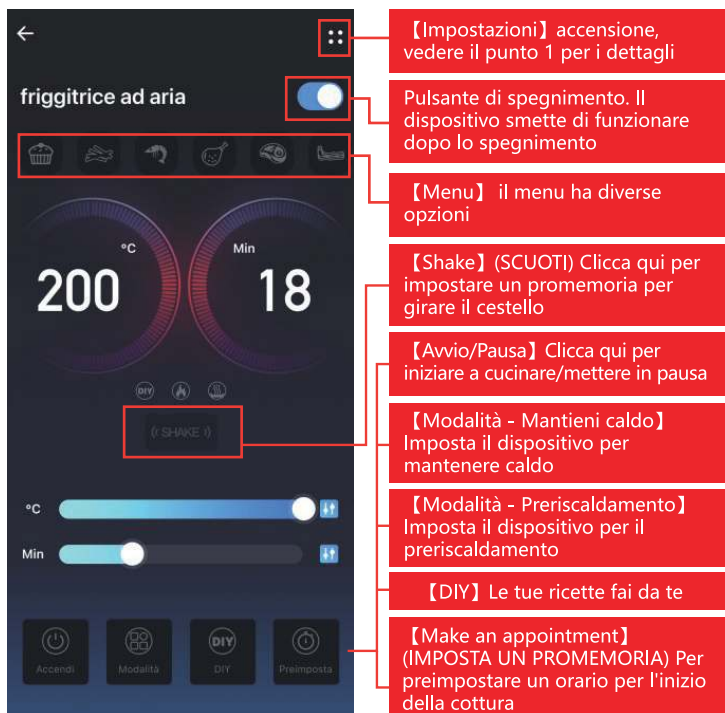 friggitrice ad aria
°C
200
Min
18
DIY
((SHAKE))
°C
Min
Accendi
Modalità
DIY
DIY
Preimposta
【Impostazioni】 accensione,
vedere il punto 1 per i dettagli
Pulsante di spegnimento. Il
dispositivo smette di funzionare
dopo lo spegnimento
【Menu】 il menu ha diverse
opzioni
【Shake】 (SCUOTI) Clicca qui per
impostare un promemoria per
girare il cestello
【Avvio/Pausa】 Clicca qui per
iniziare a cucinare/mettere in pausa
【Modalità - Mantieni caldo】
Imposta il dispositivo per
mantenere caldo
【Modalità - Preriscaldamento】
Imposta il dispositivo per il
preriscaldamento
【DIY】 Le tue ricette fai da te
【Make an appointment】
(IMPOSTA UN PROMEMORIA) Per
preimpostare un orario per l'inizio
della cottura